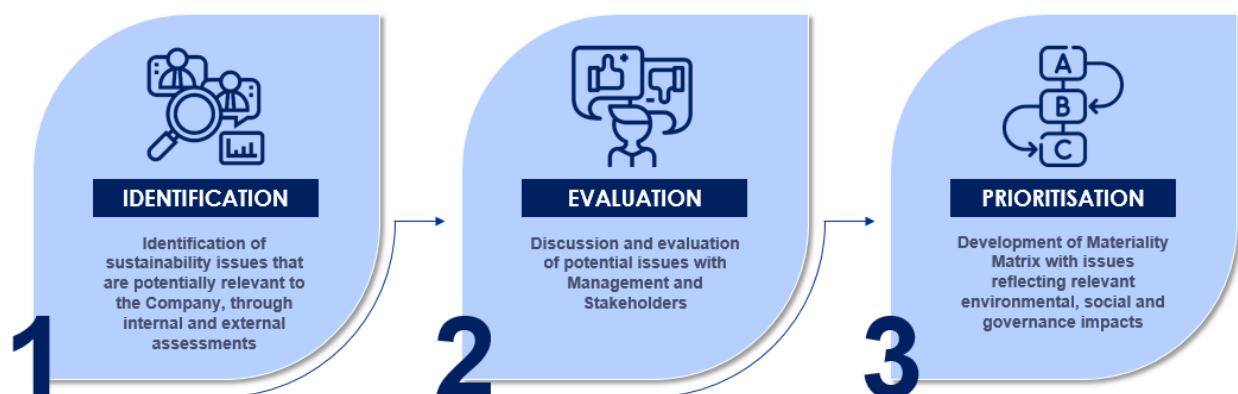 A
B
C
IDENTIFICATION
Identification of
sustainability issues that
are potentially relevant to
the Company, through
internal and external
assessments
1
EVALUATION
Discussion and evaluation
of potential issues with
Management and
Stakeholders
2
PRIORITISATION
Development of Materiality
Matrix with issues
reflecting relevant
environmental, social and
governance impacts
3